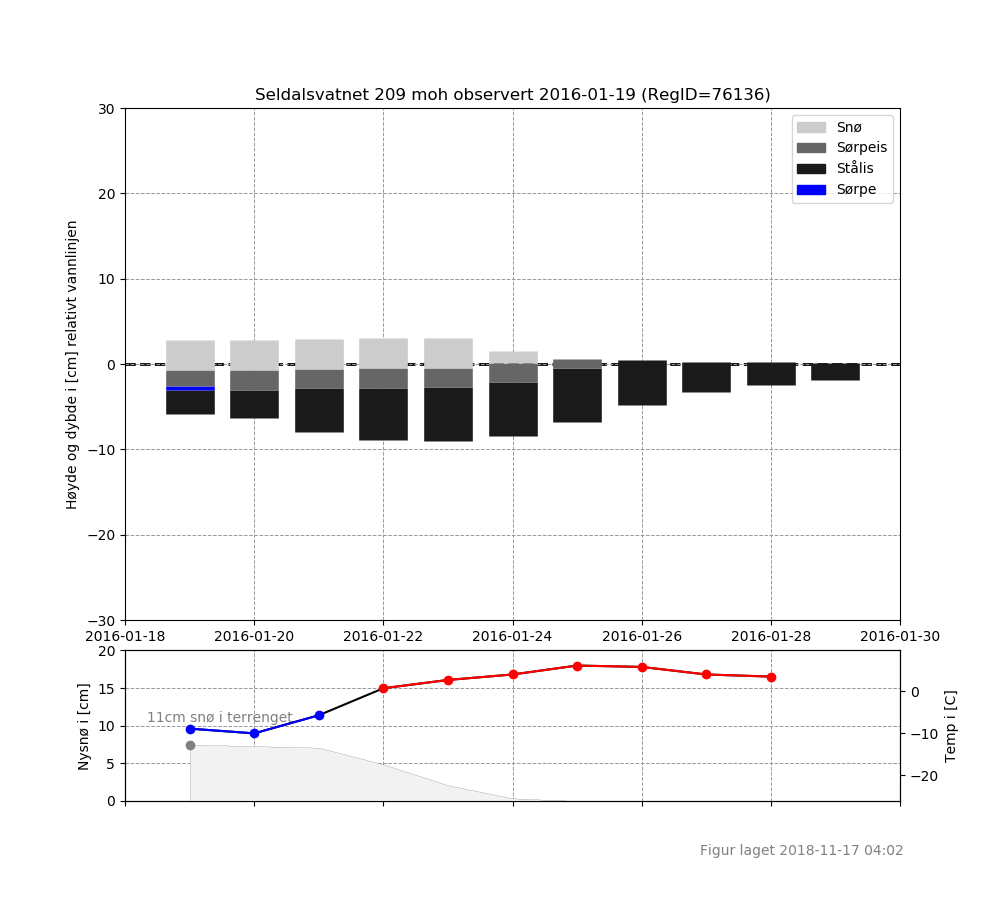 Seldalsvatnet 209 moh observert 2016-01-19 (RegID=76136)
Høyde og dybde i [cm] relativt vannlinjen
30
20
10
0
−10
−20
−30
Snø
Sørpeis
Stålis
Sørpe
2016-01-18 2016-01-20 2016-01-22 2016-01-24 2016-01-26 2016-01-28 2016-01-30
Nysnø i [cm]
20
15
10
5
0
11cm snø i terrenget
0
−10
−20
Temp i [C]
Figur laget 2018-11-17 04:02